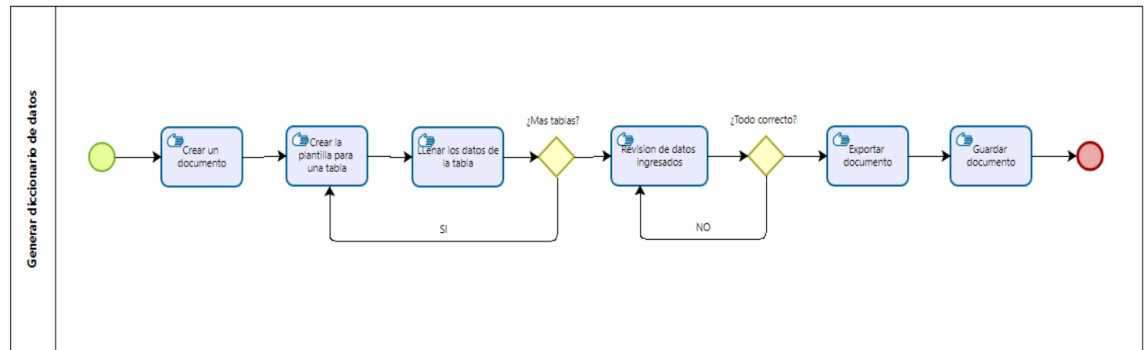 Generar diccionario de datos
Crear un
documento
Crear la
plantilla para
una tabla
LLenar los datos de
la tabla
¿Mas tablas?
SI
Revision de datos
ingresados
¿Todo correcto?
NO
Exportar
documento
Guardar
documento